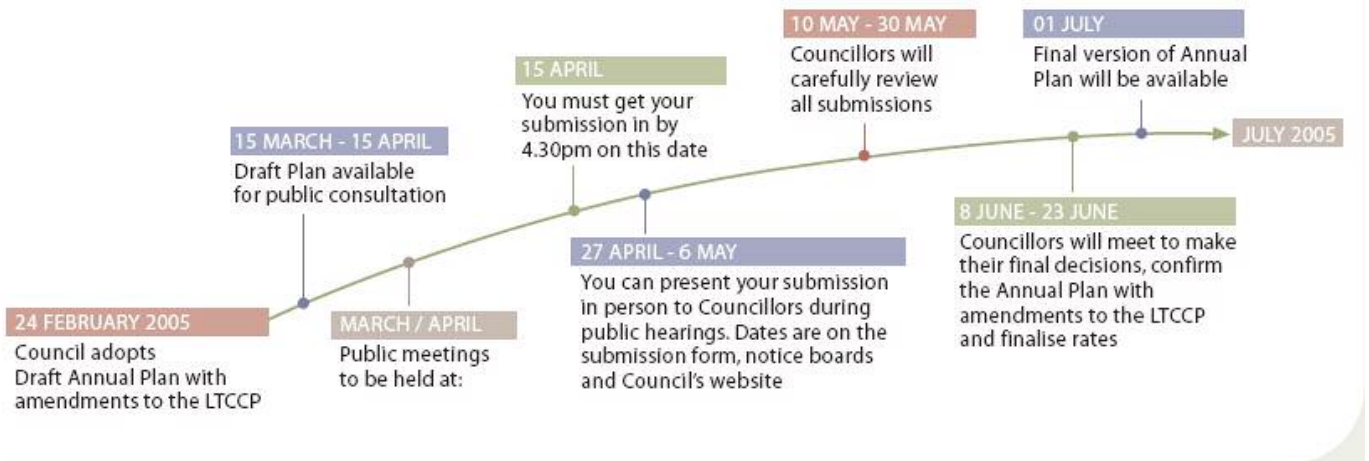 24 FEBRUARY 2005
Council adopts
Draft Annual Plan with
amendments to the LTCCP
15 MARCH - 15 APRIL
Draft Plan available
for public consultation
MARCH / APRIL
Public meetings
to be held at:
15 APRIL
You must get your
submission in by
4.30pm on this date
27 APRIL - 6 MAY
You can present your submission
in person to Councillors during
public hearings. Dates are on the
submission form, notice boards
and Council's website
10 MAY - 30 MAY
Councillors will
carefully review
all submissions
8 JUNE - 23 JUNE
Councillors will meet to make
their final decisions, confirm
the Annual Plan with
amendments to the LTCCP
and finalise rates
01 JULY
Final version of Annual
Plan will be available
JULY 2005